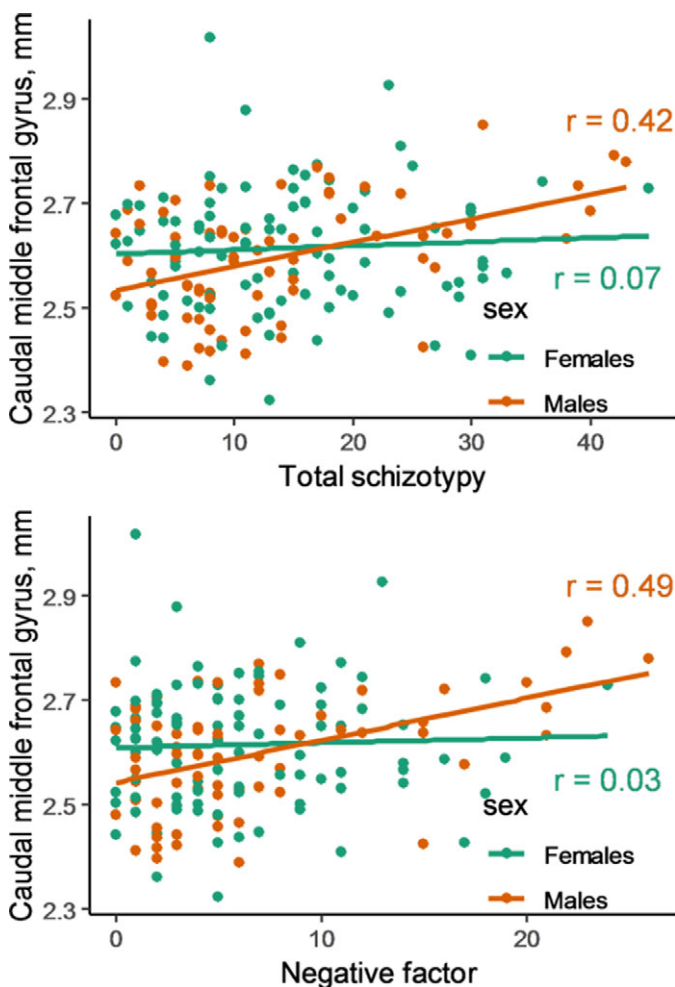 Caudal middle frontal gyrus, mm
2.9
2.7
2.5
2.3
r = 0.42
r = 0.07
sex
Females
Males
0
10
20
30
40
Total schizotypy
Caudal middle frontal gyrus, mm
2.9
2.7
2.5
2.3
r = 0.49
r = 0.03
sex
Females
Males
0
10
20
Negative factor